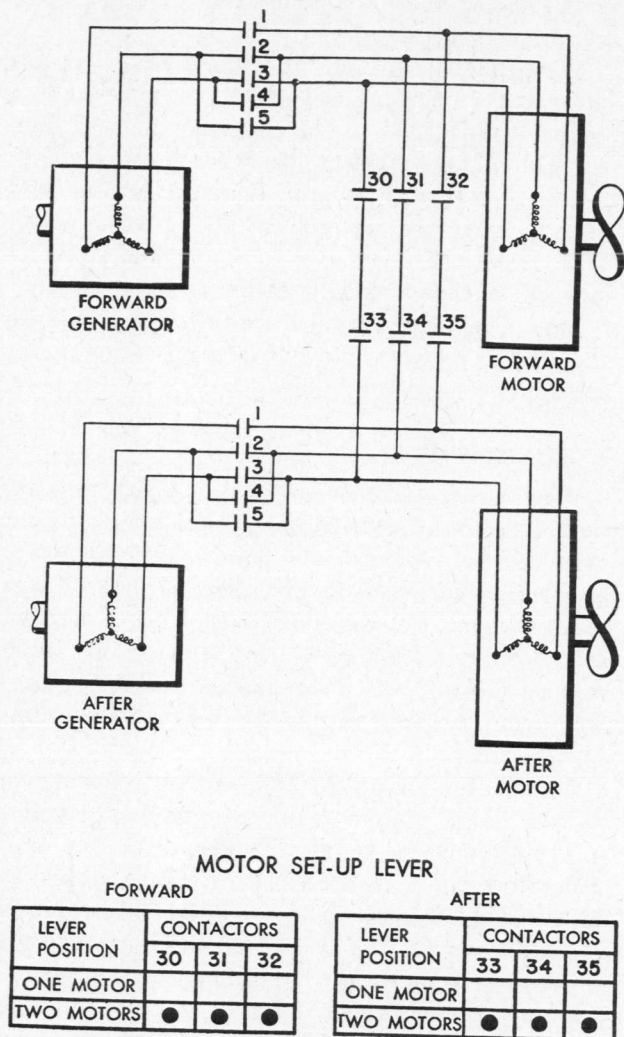 1
2
3
4
5
30 31 32
FORWARD
GENERATOR
33 34 35
FORWARD
MOTOR
1
2
3
4
5
AFTER
GENERATOR
AFTER
MOTOR
MOTOR SET-UP LEVER
FORWARD
LEVER POSITION CONTACTORS
30 31 32
ONE MOTOR
TWO MOTORS ● ● ●
AFTER
LEVER POSITION CONTACTORS
33 34 35
ONE MOTOR
TWO MOTORS ● ● ●